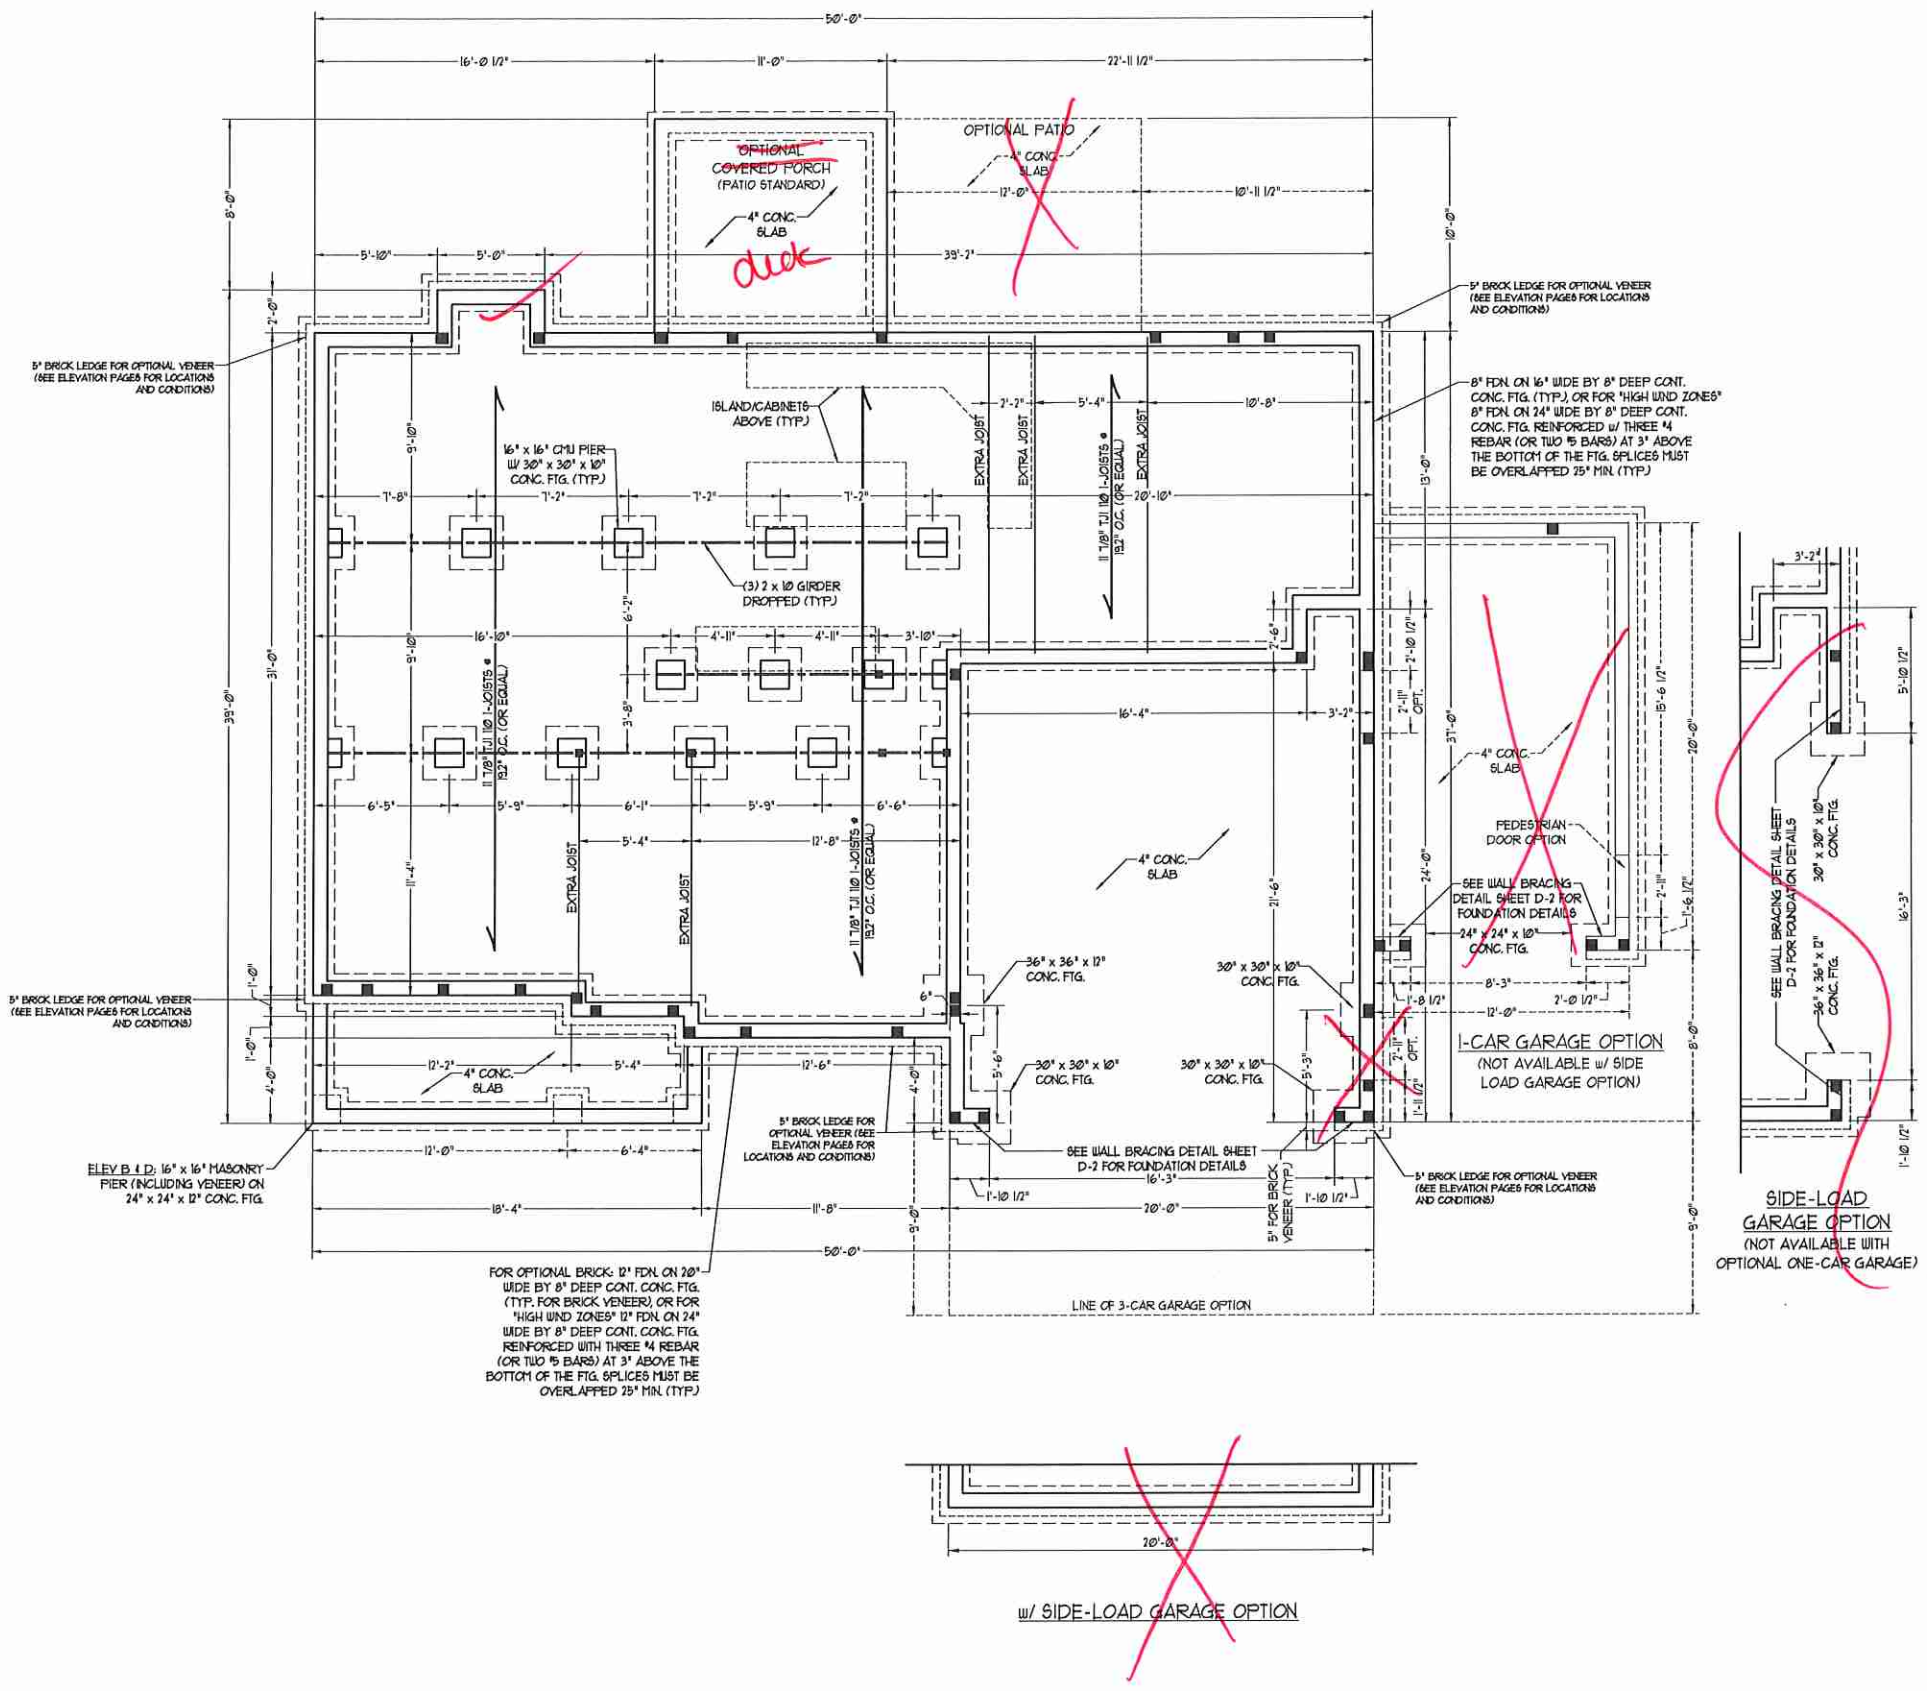 50'-0"
16'-0 1/2"
11'-0"
22'-11 1/2"
OPTIONAL
COVERED PORCH
(PATIO STANDARD)
4" CONC.
SLAB
deck
OPTIONAL PATIO
4" CONC.
SLAB
12'-0"
10'-11 1/2"
8'-0"
10'-0"
5'-10"
5'-0"
39'-2"
2'-0"
5" BRICK LEDGE FOR OPTIONAL VENEER
(SEE ELEVATION PAGES FOR LOCATIONS
AND CONDITIONS)
5" BRICK LEDGE FOR OPTIONAL VENEER
(SEE ELEVATION PAGES FOR LOCATIONS
AND CONDITIONS)
8" FDN. ON 16" WIDE BY 8" DEEP CONT.
CONC. FTG. (TYP.), OR FOR "HIGH WIND ZONES"
8" FDN. ON 24" WIDE BY 8" DEEP CONT.
CONC. FTG. REINFORCED w/ THREE #4
REBAR (OR TWO #5 BARS) AT 3" ABOVE
THE BOTTOM OF THE FTG. SPLICES MUST
BE OVERLAPPED 25" MIN. (TYP.)
ISLAND/CABINETS
ABOVE (TYP.)
2'-2"
5'-4"
10'-8"
EXTRA JOIST
EXTRA JOIST
EXTRA JOIST
11 7/8" TJI 110 I-JOISTS @
19.2" O.C. (OR EQUAL)
9'-10"
16" x 16" CMU PIER
W/ 30" x 30" x 10"
CONC. FTG. (TYP.)
7'-8"
7'-2"
7'-2"
7'-2"
20'-10"
13'-0"
(3) 2 x 10 GIRDER
DROPPED (TYP.)
6'-2"
16'-10"
4'-11"
4'-11"
3'-10"
2'-6"
2'-10 1/2"
9'-10"
31'-0"
39'-0"
11 7/8" TJI 110 I-JOISTS @
19.2" O.C. (OR EQUAL)
3'-8"
16'-4"
3'-2"
2'-11"
OPT.
37'-0"
15'-6 1/2"
20'-0"
3'-2"
5'-10 1/2"
4" CONC.
SLAB
6'-5"
5'-9"
6'-1"
5'-9"
6'-6"
5'-4"
12'-8"
11'-4"
EXTRA JOIST
EXTRA JOIST
11 7/8" TJI 110 I-JOISTS @
19.2" O.C. (OR EQUAL)
4" CONC.
SLAB
21'-6"
24'-0"
PEDESTRIAN
DOOR OPTION
2'-11"
1'-6 1/2"
SEE WALL BRACING
DETAIL SHEET D-2 FOR
FOUNDATION DETAILS
24" x 24" x 10"
CONC. FTG.
SEE WALL BRACING DETAIL SHEET
D-2 FOR FOUNDATION DETAILS
30" x 30" x 10"
CONC. FTG.
36" x 36" x 12"
CONC. FTG.
16'-3"
36" x 36" x 12"
CONC. FTG.
30" x 30" x 10"
CONC. FTG.
8'-3"
1'-8 1/2"
2'-0 1/2"
12'-0"
1'-0"
5" BRICK LEDGE FOR OPTIONAL VENEER
(SEE ELEVATION PAGES FOR LOCATIONS
AND CONDITIONS)
6"
1'-0"
4'-0"
12'-2"
5'-4"
12'-6"
4" CONC.
SLAB
4'-0"
5'-6"
30" x 30" x 10"
CONC. FTG.
30" x 30" x 10"
CONC. FTG.
5'-3"
2'-11"
OPT.
1'-11 1/2"
8'-0"
1-CAR GARAGE OPTION
(NOT AVAILABLE w/ SIDE
LOAD GARAGE OPTION)
5" BRICK LEDGE FOR
OPTIONAL VENEER (SEE
ELEVATION PAGES FOR
LOCATIONS AND CONDITIONS)
SEE WALL BRACING DETAIL SHEET
D-2 FOR FOUNDATION DETAILS
12'-0"
6'-4"
ELEV B & D: 16" x 16" MASONRY
PIER (INCLUDING VENEER) ON
24" x 24" x 12" CONC. FTG.
16'-3"
1'-10 1/2"
1'-10 1/2"
5" FOR BRICK
VENEER (TYP.)
5" BRICK LEDGE FOR OPTIONAL VENEER
(SEE ELEVATION PAGES FOR LOCATIONS
AND CONDITIONS)
1'-10 1/2"
SIDE-LOAD
GARAGE OPTION
(NOT AVAILABLE WITH
OPTIONAL ONE-CAR GARAGE)
18'-4"
11'-8"
20'-0"
9'-0"
9'-0"
50'-0"
FOR OPTIONAL BRICK: 12" FDN. ON 20"
WIDE BY 8" DEEP CONT. CONC. FTG.
(TYP. FOR BRICK VENEER), OR FOR
"HIGH WIND ZONES" 12" FDN. ON 24"
WIDE BY 8" DEEP CONT. CONC. FTG.
REINFORCED WITH THREE #4 REBAR
(OR TWO #5 BARS) AT 3" ABOVE THE
BOTTOM OF THE FTG. SPLICES MUST BE
OVERLAPPED 25" MIN. (TYP.)
LINE OF 3-CAR GARAGE OPTION
20'-0"
w/ SIDE-LOAD GARAGE OPTION